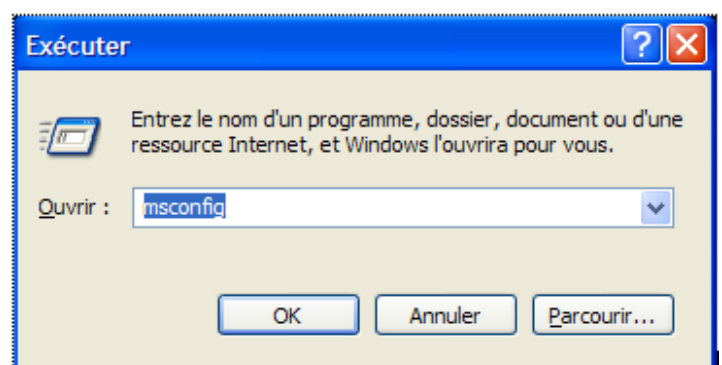 Exécuter
Entrez le nom d'un programme, dossier, document ou d'une
ressource Internet, et Windows l'ouvrira pour vous.
Ouvrir : msconfig
OK Annuler Parcourir...